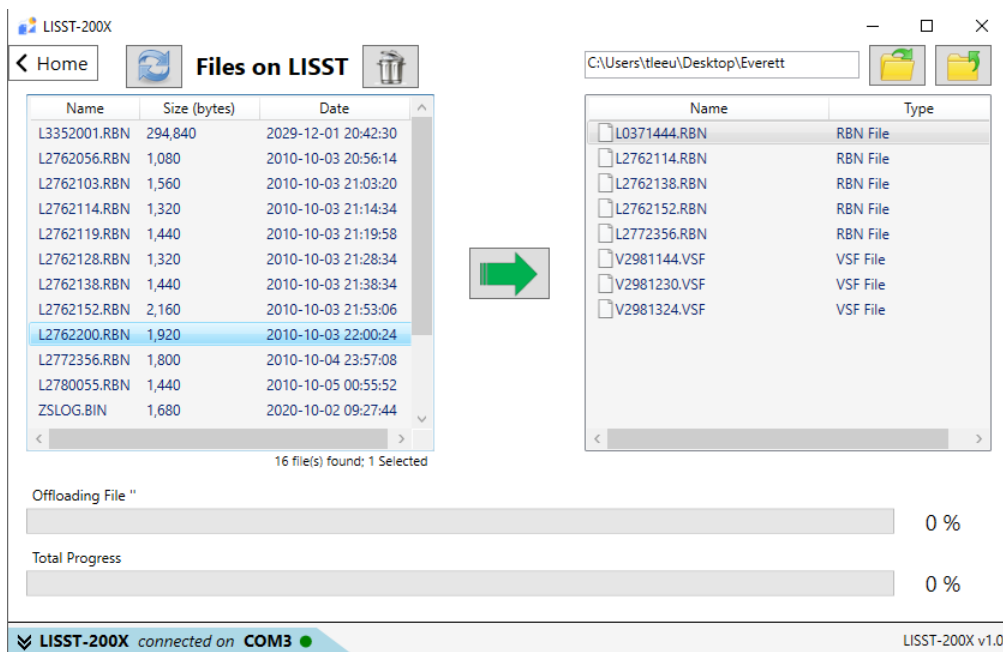 LISST-200X
Home
Files on LISST
C:\Users\tleeu\Desktop\Everett
Name Size (bytes) Date
L3352001.RBN 294,840 2029-12-01 20:42:30
L2762056.RBN 1,080 2010-10-03 20:56:14
L2762103.RBN 1,560 2010-10-03 21:03:20
L2762114.RBN 1,320 2010-10-03 21:14:34
L2762119.RBN 1,440 2010-10-03 21:19:58
L2762128.RBN 1,320 2010-10-03 21:28:34
L2762138.RBN 1,440 2010-10-03 21:38:34
L2762152.RBN 2,160 2010-10-03 21:53:06
L2762200.RBN 1,920 2010-10-03 22:00:24
L2772356.RBN 1,800 2010-10-04 23:57:08
L2780055.RBN 1,440 2010-10-05 00:55:52
ZSLOG.BIN 1,680 2020-10-02 09:27:44
16 file(s) found; 1 Selected
Name Type
L0371444.RBN RBN File
L2762114.RBN RBN File
L2762138.RBN RBN File
L2762152.RBN RBN File
L2772356.RBN RBN File
V2981144.VSF VSF File
V2981230.VSF VSF File
V2981324.VSF VSF File
Offloading File ''
0 %
Total Progress
0 %
LISST-200X connected on COM3
LISST-200X v1.0